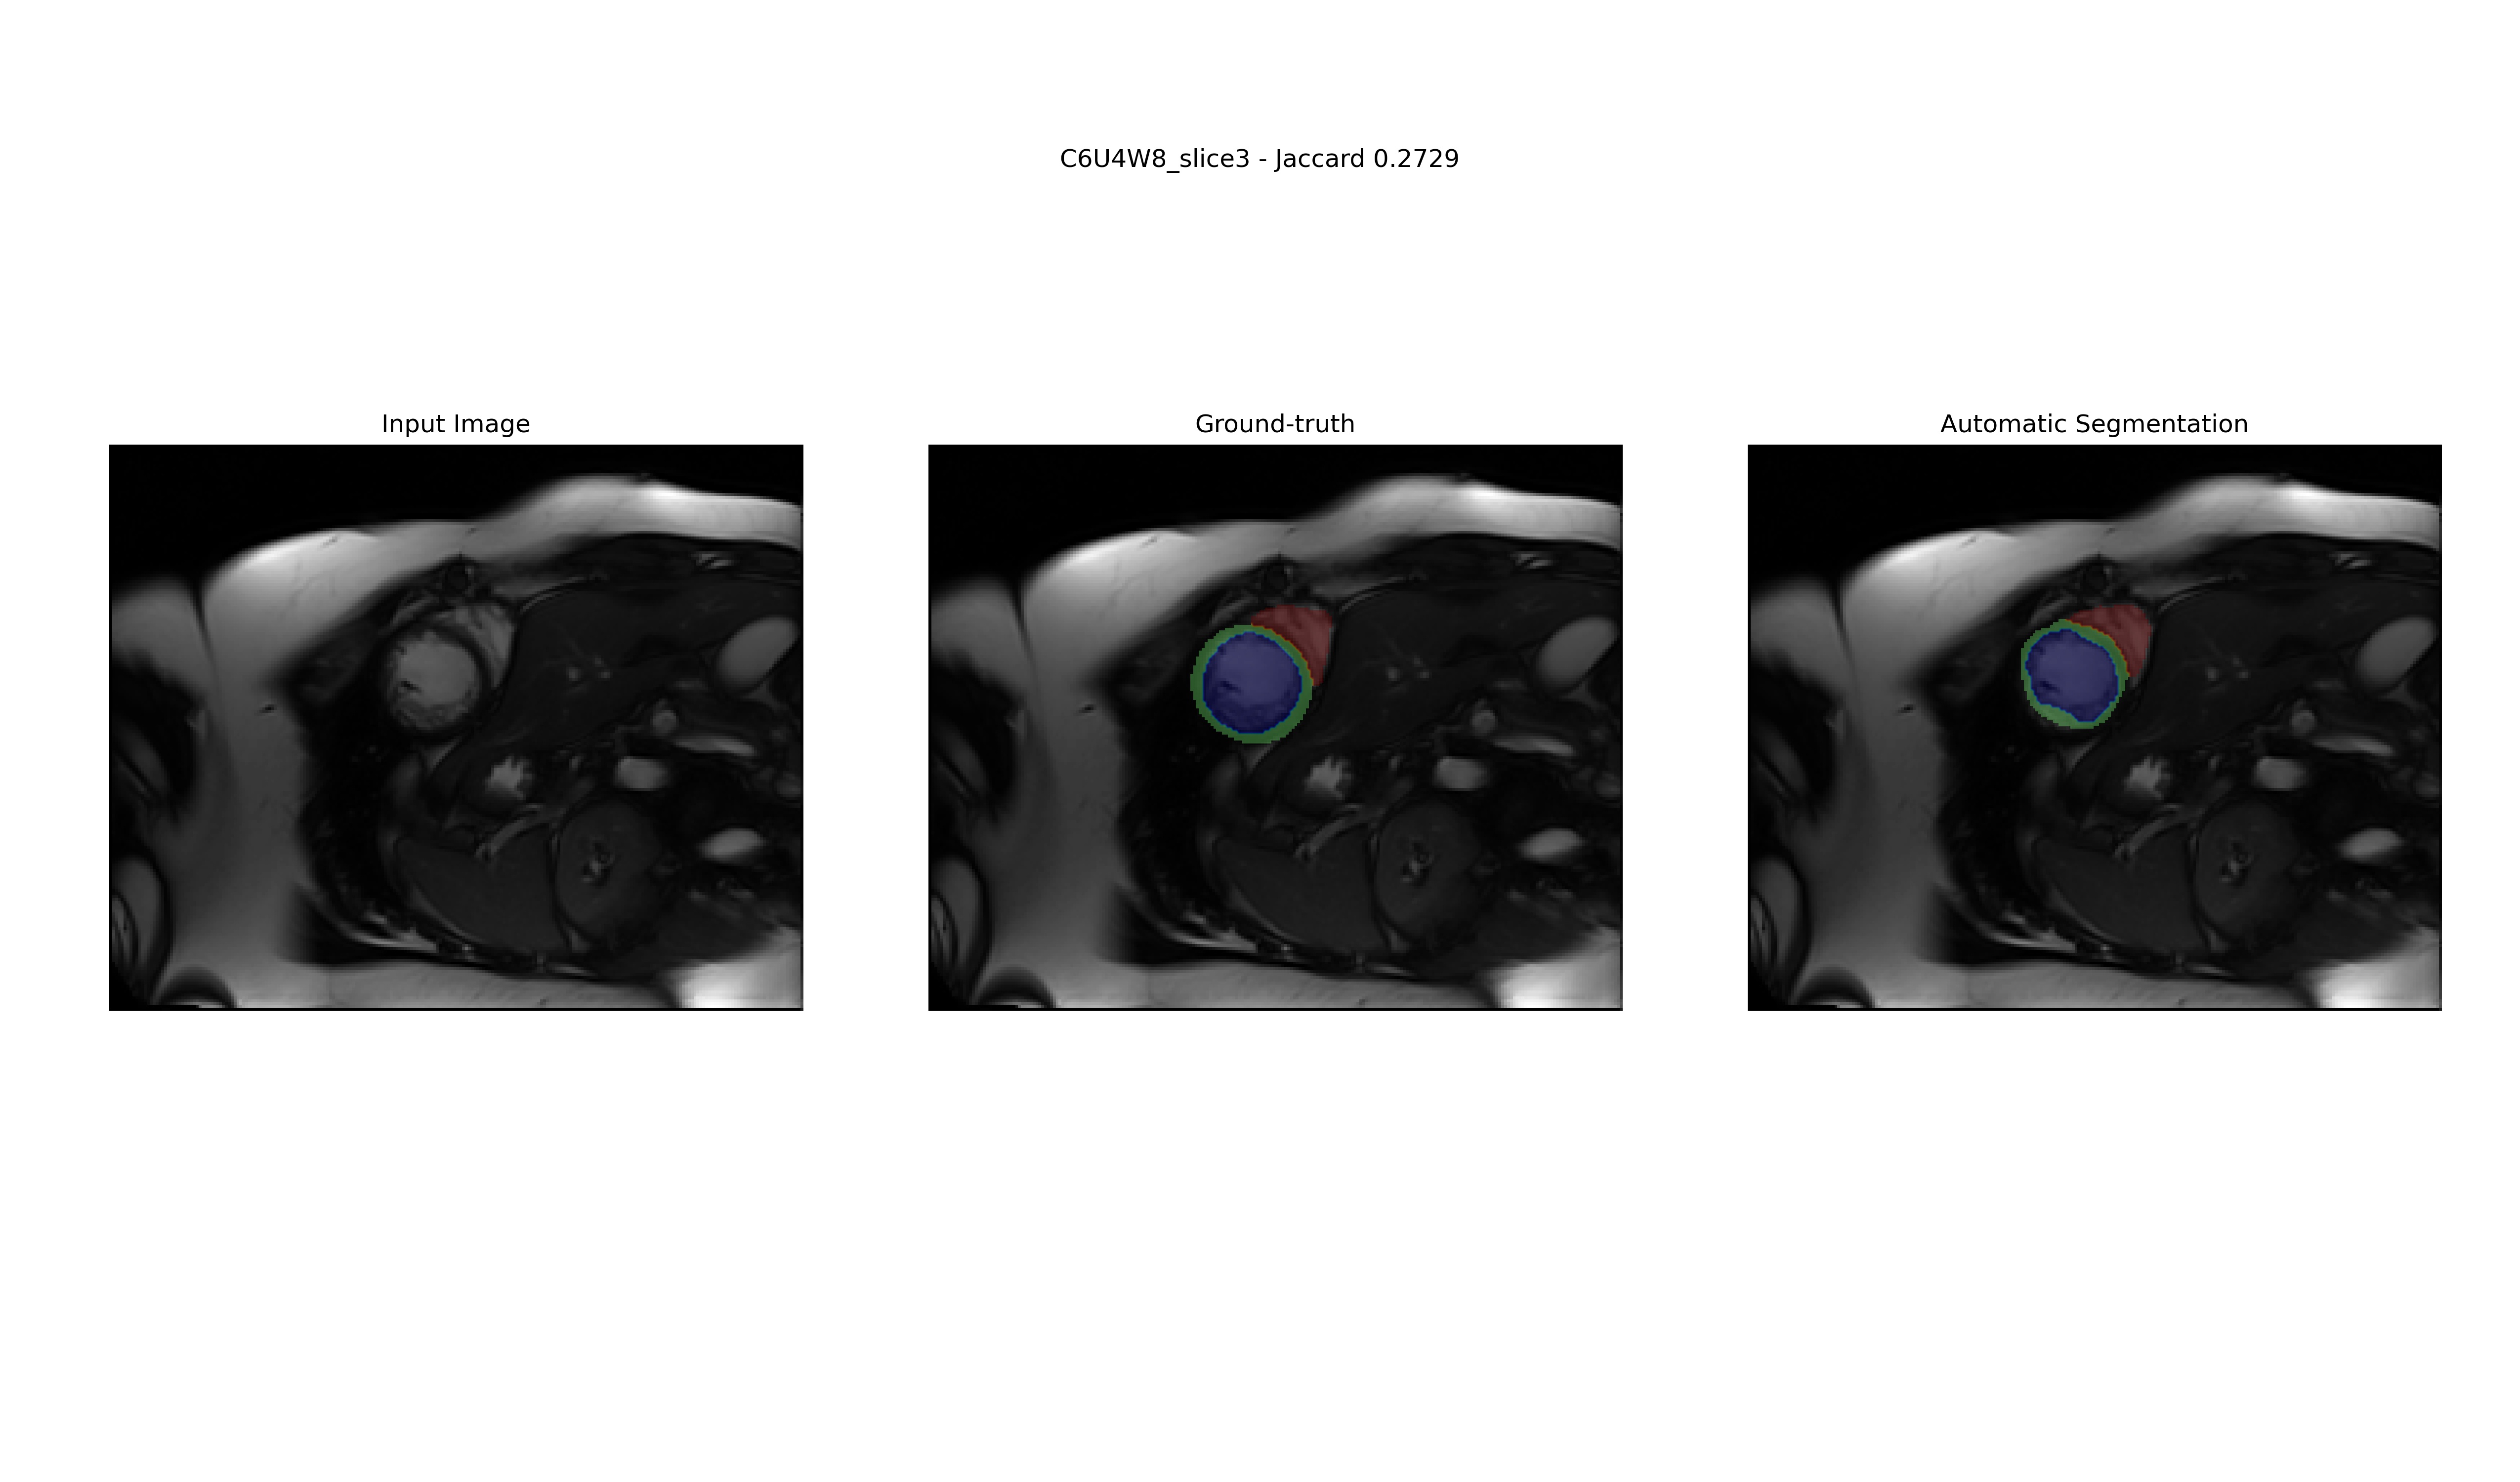 C6U4W8_slice3 - Jaccard 0.2729
Input Image
Ground-truth
Automatic Segmentation